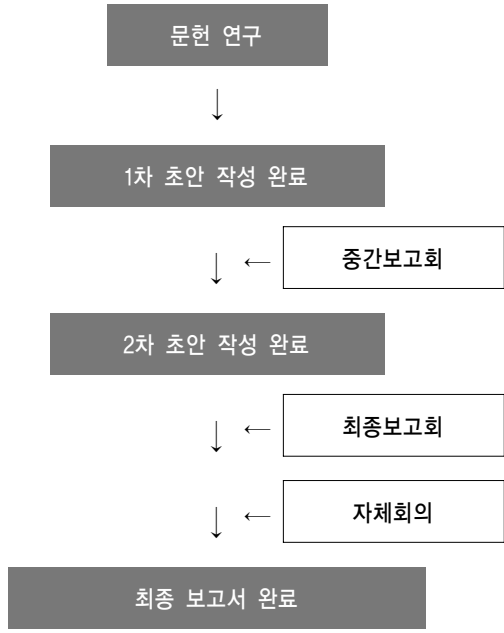 문헌 연구
↓
1차 초안 작성 완료
↓ ← 중간보고회
2차 초안 작성 완료
↓ ← 최종보고회
↓ ← 자체회의
최종 보고서 완료